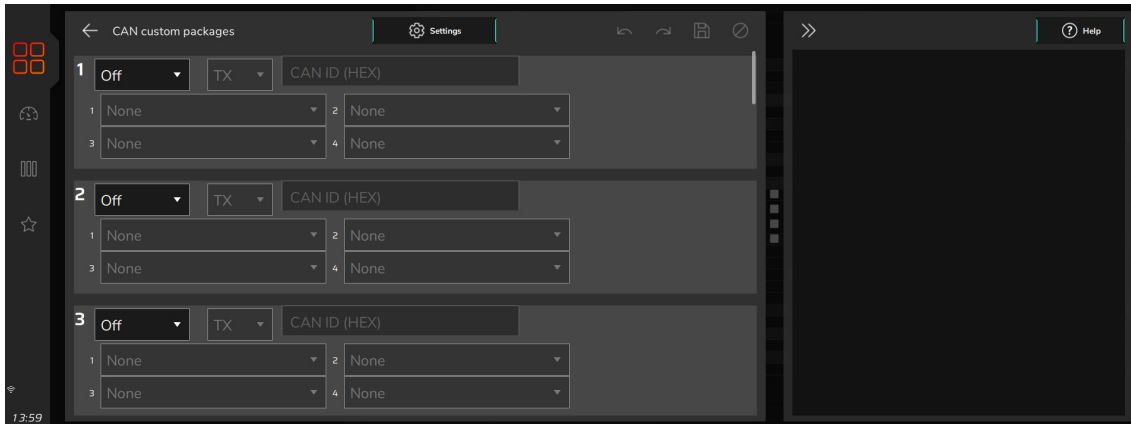 CAN custom packages Settings Help
1 Off TX CAN ID (HEX)
1 None 2 None
3 None 4 None
2 Off TX CAN ID (HEX)
1 None 2 None
3 None 4 None
3 Off TX CAN ID (HEX)
1 None 2 None
3 None 4 None
13:59